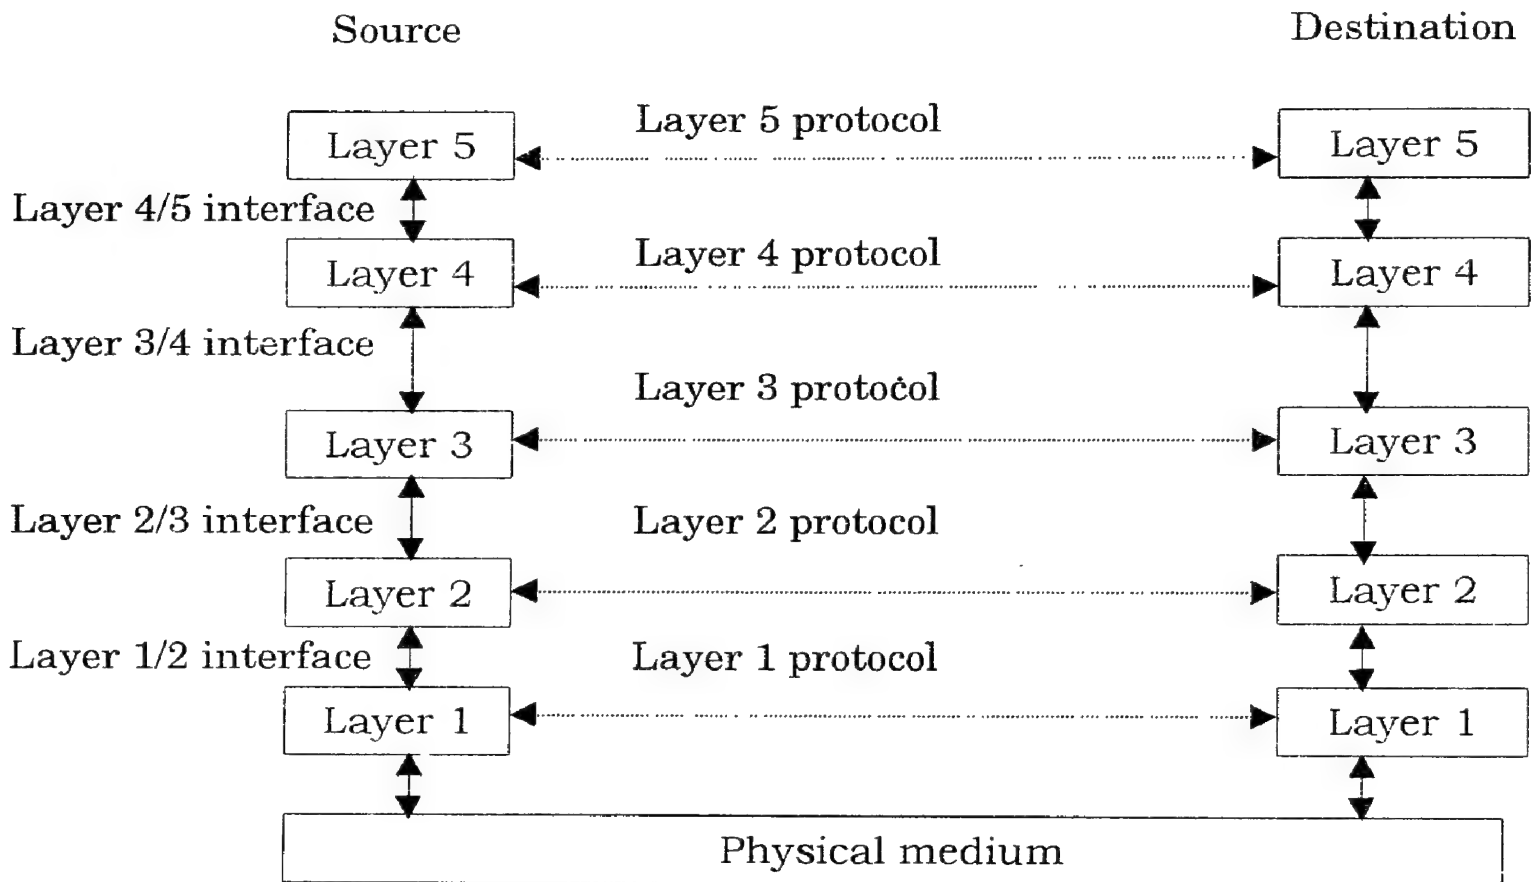 Source
Destination
Layer 5 protocol
Layer 5
Layer 5
Layer 4/5 interface
Layer 4 protocol
Layer 4
Layer 4
Layer 3/4 interface
Layer 3 protocol
Layer 3
Layer 3
Layer 2/3 interface
Layer 2 protocol
Layer 2
Layer 2
Layer 1/2 interface
Layer 1 protocol
Layer 1
Layer 1
Physical medium